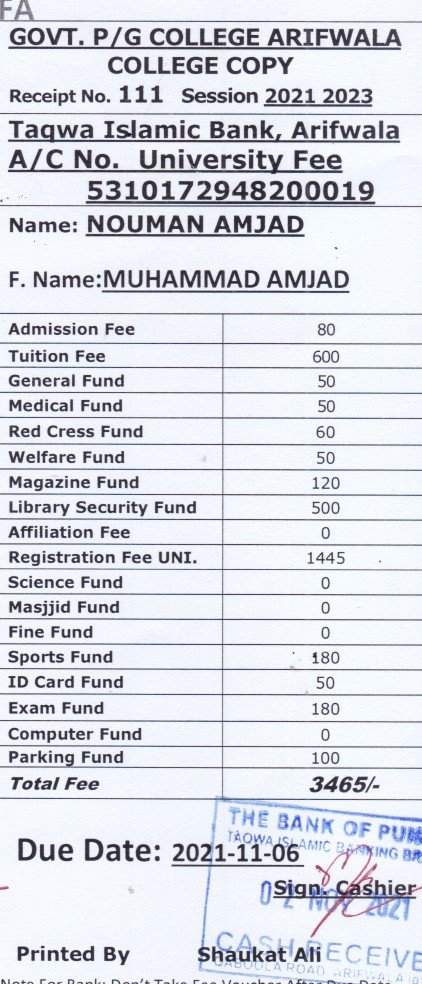 FA
GOVT. P/G COLLEGE ARIFWALA
COLLEGE COPY
Receipt No. 111 Session 2021 2023
Taqwa Islamic Bank, Arifwala
A/C No. University Fee
5310172948200019
Name: NOUMAN AMJAD
F. Name:MUHAMMAD AMJAD
Admission Fee 80
Tuition Fee 600
General Fund 50
Medical Fund 50
Red Cress Fund 60
Welfare Fund 50
Magazine Fund 120
Library Security Fund 500
Affiliation Fee 0
Registration Fee UNI. 1445
Science Fund 0
Masjjid Fund 0
Fine Fund 0
Sports Fund 180
ID Card Fund 50
Exam Fund 180
Computer Fund 0
Parking Fund 100
Total Fee 3465/-
THE BANK OF PUN
TAQWA ISLAMIC BANKING BR
Due Date: 2021-11-06
Sign. Cashier
02 NOV 2021
CASH RECEIVE
Printed By Shaukat Ali
QABOOLA ROAD ARIFWALA
Note For Bank: Don't Take Fee Voucher After Due Date